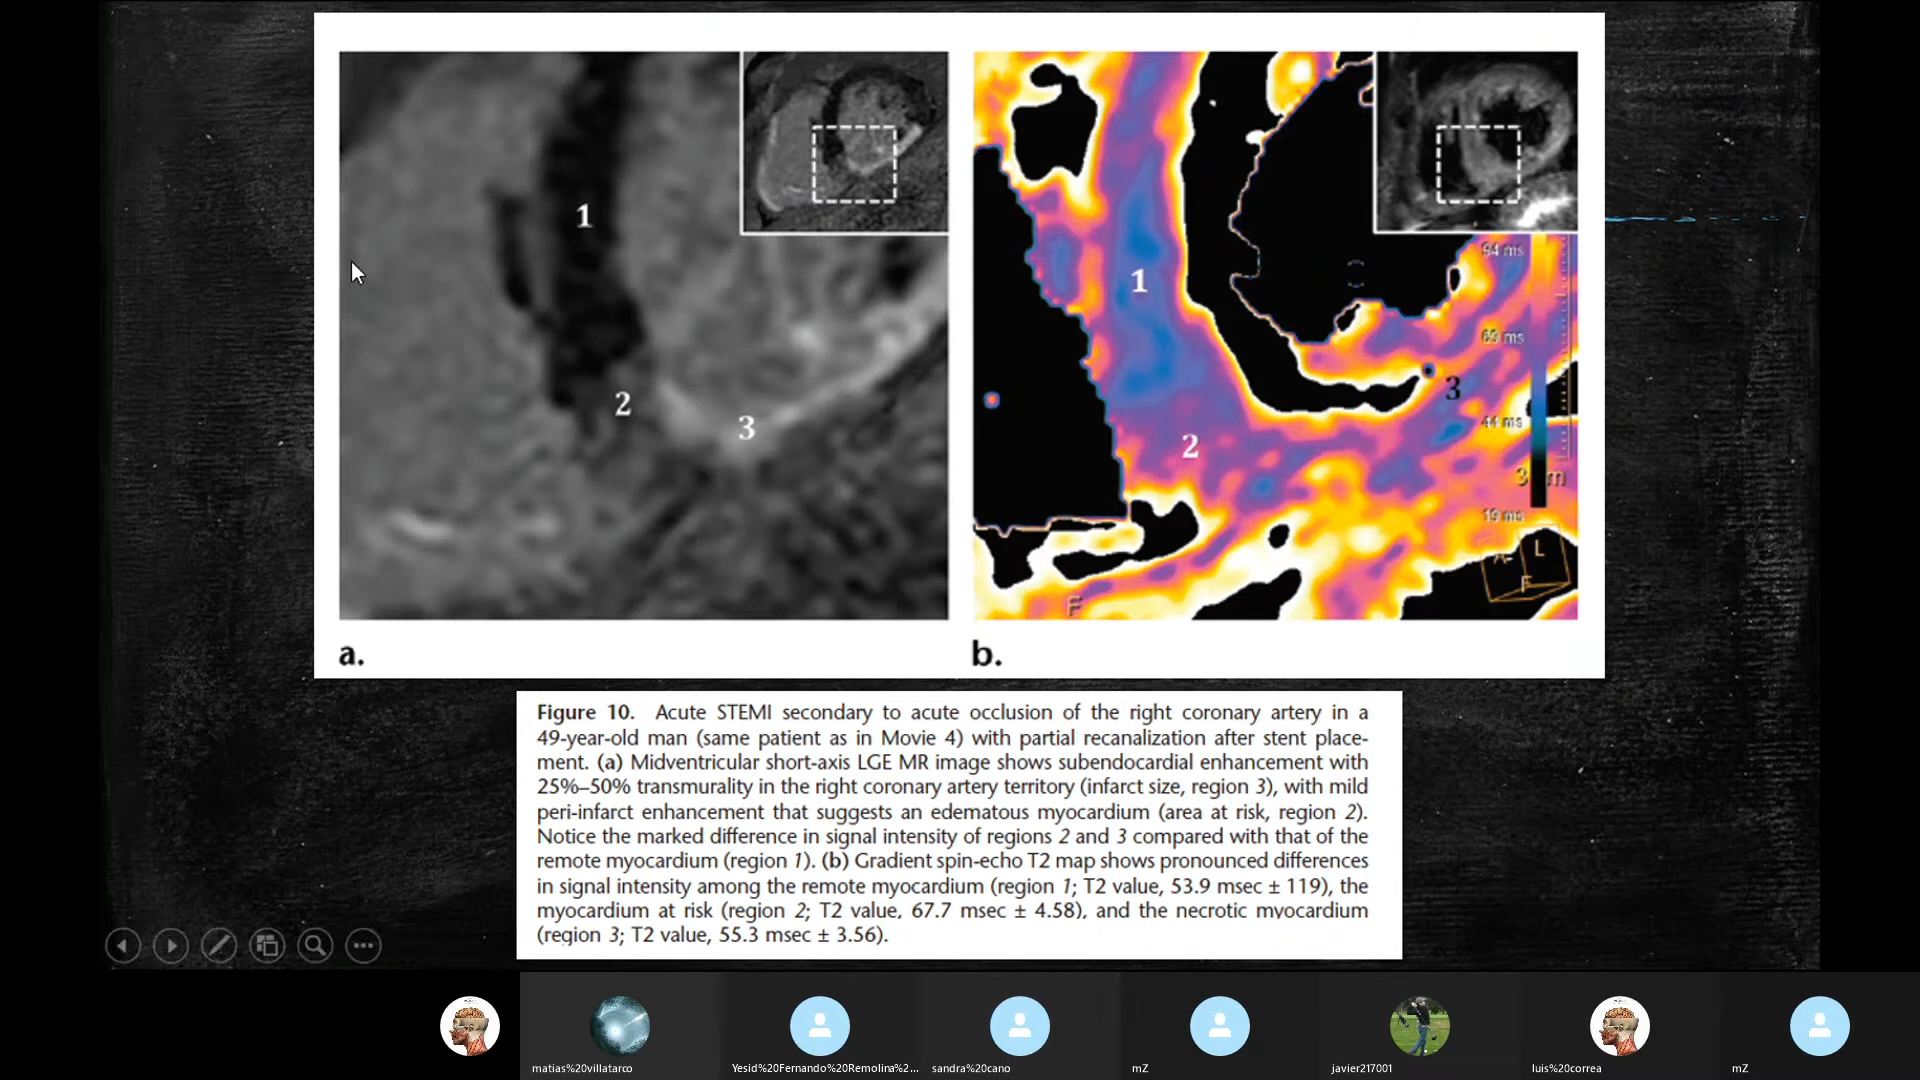 1
2
3
1
2
3
94 ms
69 ms
44 ms
19 ms
F
L
F
a.
b.
Figure 10. Acute STEMI secondary to acute occlusion of the right coronary artery in a
49-year-old man (same patient as in Movie 4) with partial recanalization after stent place-
ment. (a) Midventricular short-axis LGE MR image shows subendocardial enhancement with
25%–50% transmurality in the right coronary artery territory (infarct size, region 3), with mild
peri-infarct enhancement that suggests an edematous myocardium (area at risk, region 2).
Notice the marked difference in signal intensity of regions 2 and 3 compared with that of the
remote myocardium (region 1). (b) Gradient spin-echo T2 map shows pronounced differences
in signal intensity among the remote myocardium (region 1; T2 value, 53.9 msec ± 119), the
myocardium at risk (region 2; T2 value, 67.7 msec ± 4.58), and the necrotic myocardium
(region 3; T2 value, 55.3 msec ± 3.56).
matias%20villatarco
Yesid%20Fernando%20Remolina%2...
sandra%20cano
mZ
javier217001
luis%20correa
mZ